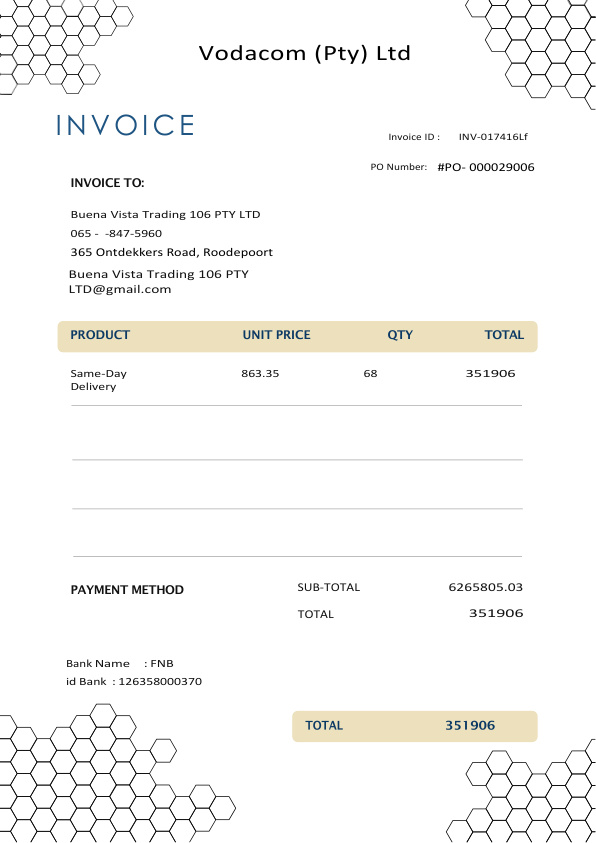 Vodacom (Pty) Ltd
INVOICE
Invoice ID : INV-017416Lf
PO Number: #PO- 000029006
INVOICE TO:
Buena Vista Trading 106 PTY LTD
065 - -847-5960
365 Ontdekkers Road, Roodepoort
Buena Vista Trading 106 PTY
LTD@gmail.com
PRODUCT UNIT PRICE QTY TOTAL
Same-Day 863.35 68 351906
Delivery
PAYMENT METHOD
SUB-TOTAL 6265805.03
TOTAL 351906
Bank Name : FNB
id Bank : 126358000370
TOTAL 351906